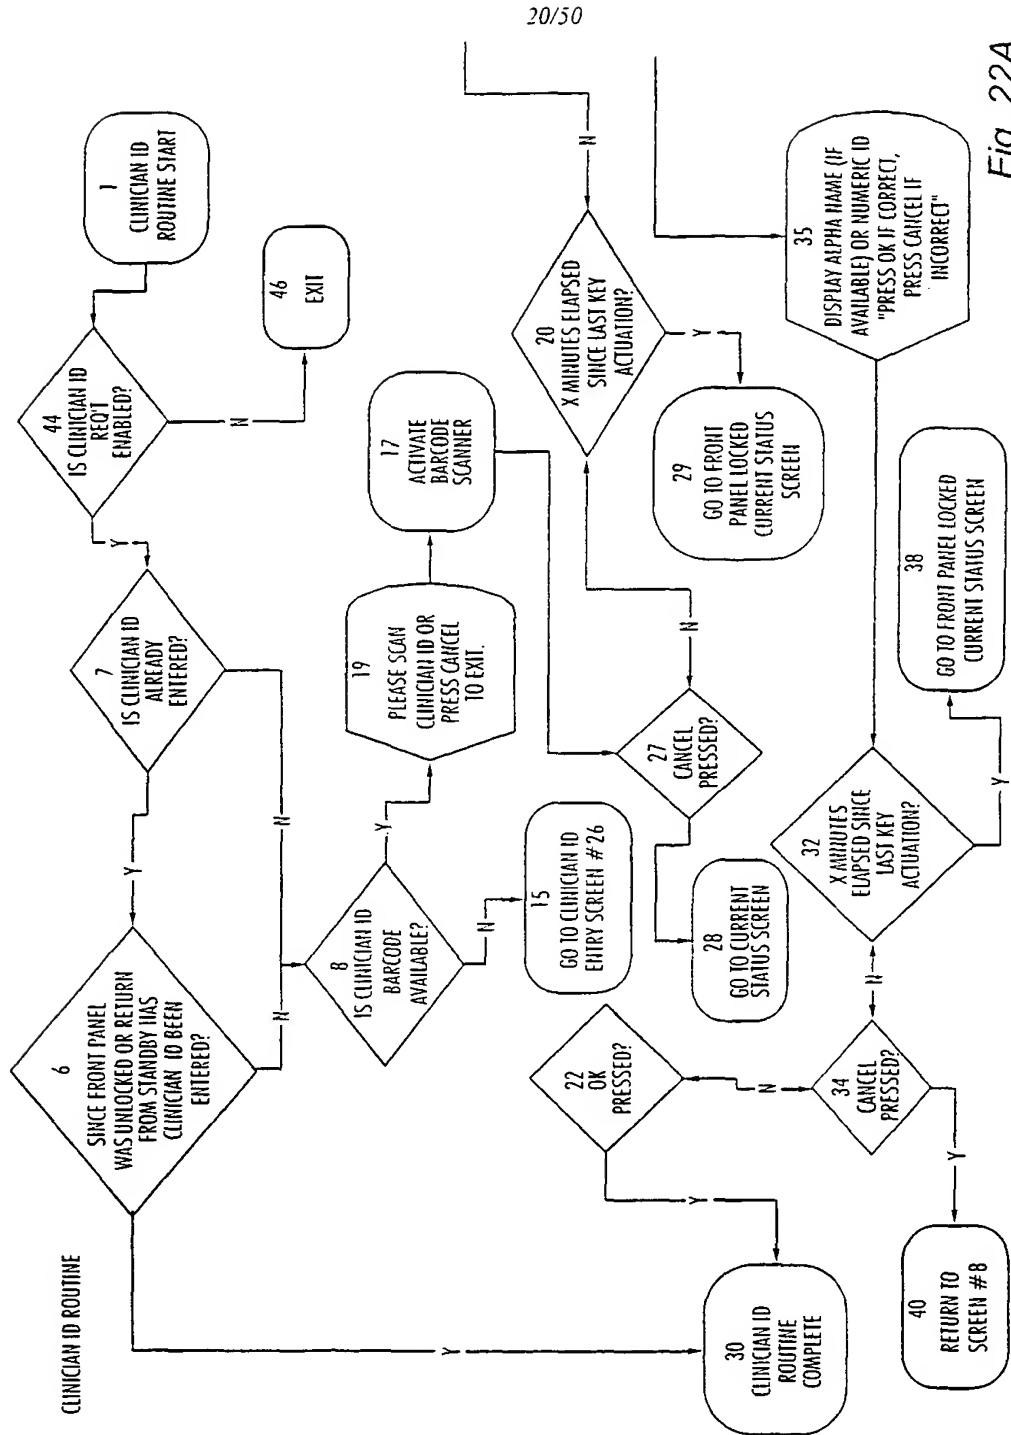 20/50
CLINICIAN ID ROUTINE
1
CLINICIAN ID
ROUTINE START
44
IS CLINICIAN ID
REQ'T
ENABLED?
N
46
EXIT
Y
7
IS CLINICIAN ID
ALREADY
ENTERED?
Y
N
6
SINCE FRONT PANEL
WAS UNLOCKED OR RETURN
FROM STANDBY HAS
CLINICIAN ID BEEN
ENTERED?
N
Y
8
IS CLINICIAN ID
BARCODE
AVAILABLE?
Y
N
15
GO TO CLINICIAN ID
ENTRY SCREEN #26
19
PLEASE SCAN
CLINICIAN ID OR
PRESS CANCEL
TO EXIT.
17
ACTIVATE
BARCODE
SCANNER
27
CANCEL
PRESSED?
N
28
GO TO CURRENT
STATUS SCREEN
20
X MINUTES ELAPSED
SINCE LAST KEY
ACTUATION?
N
Y
29
GO TO FRONT
PANEL LOCKED
CURRENT STATUS
SCREEN
35
DISPLAY ALPHA NAME (IF
AVAILABLE) OR NUMERIC ID
"PRESS OK IF CORRECT,
PRESS CANCEL IF
INCORRECT"
32
X MINUTES
ELAPSED SINCE
LAST KEY
ACTUATION?
Y
38
GO TO FRONT PANEL LOCKED
CURRENT STATUS SCREEN
N
34
CANCEL
PRESSED?
N
Y
22
OK
PRESSED?
Y
30
CLINICIAN ID
ROUTINE
COMPLETE
40
RETURN TO
SCREEN #8
Fig. 22A